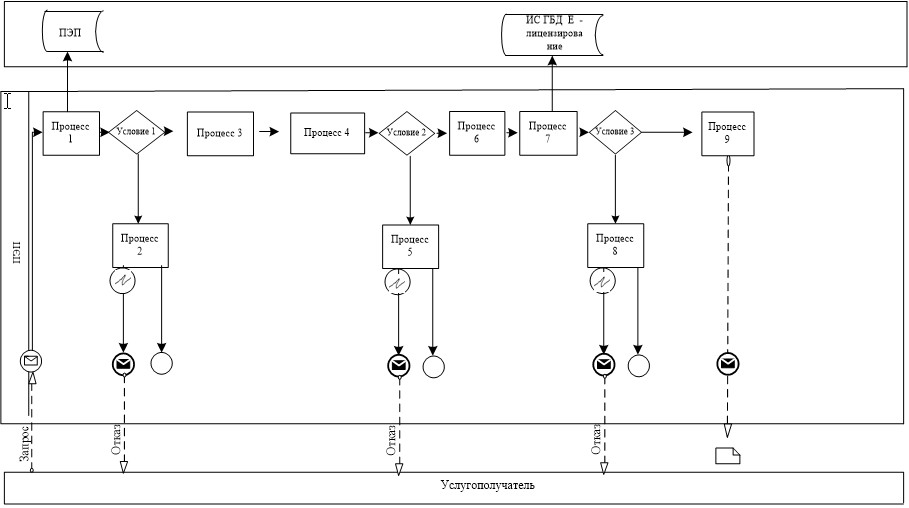 ПЭП
ИС ГБД Е -
лицензирова
ние
Процесс
1
Условие 1
Процесс 3
Процесс 4
Условие 2
Процесс
6
Процесс
7
Условие 3
Процесс
9
ПЭП
Процесс
2
Процесс
5
Процесс
8
Запрос
Отказ
Отказ
Отказ
Услугополучатель